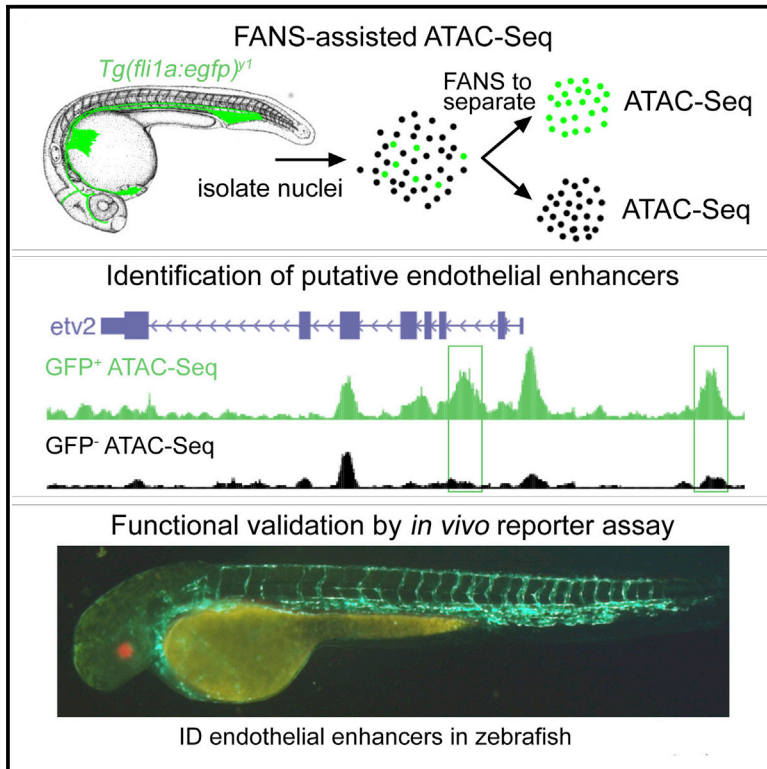 FANS-assisted ATAC-Seq
Tg(fli1a:egfp)y1
FANS to
separate
ATAC-Seq
isolate nuclei
ATAC-Seq
Identification of putative endothelial enhancers
etv2
GFP+ ATAC-Seq
GFP- ATAC-Seq
Functional validation by in vivo reporter assay
ID endothelial enhancers in zebrafish